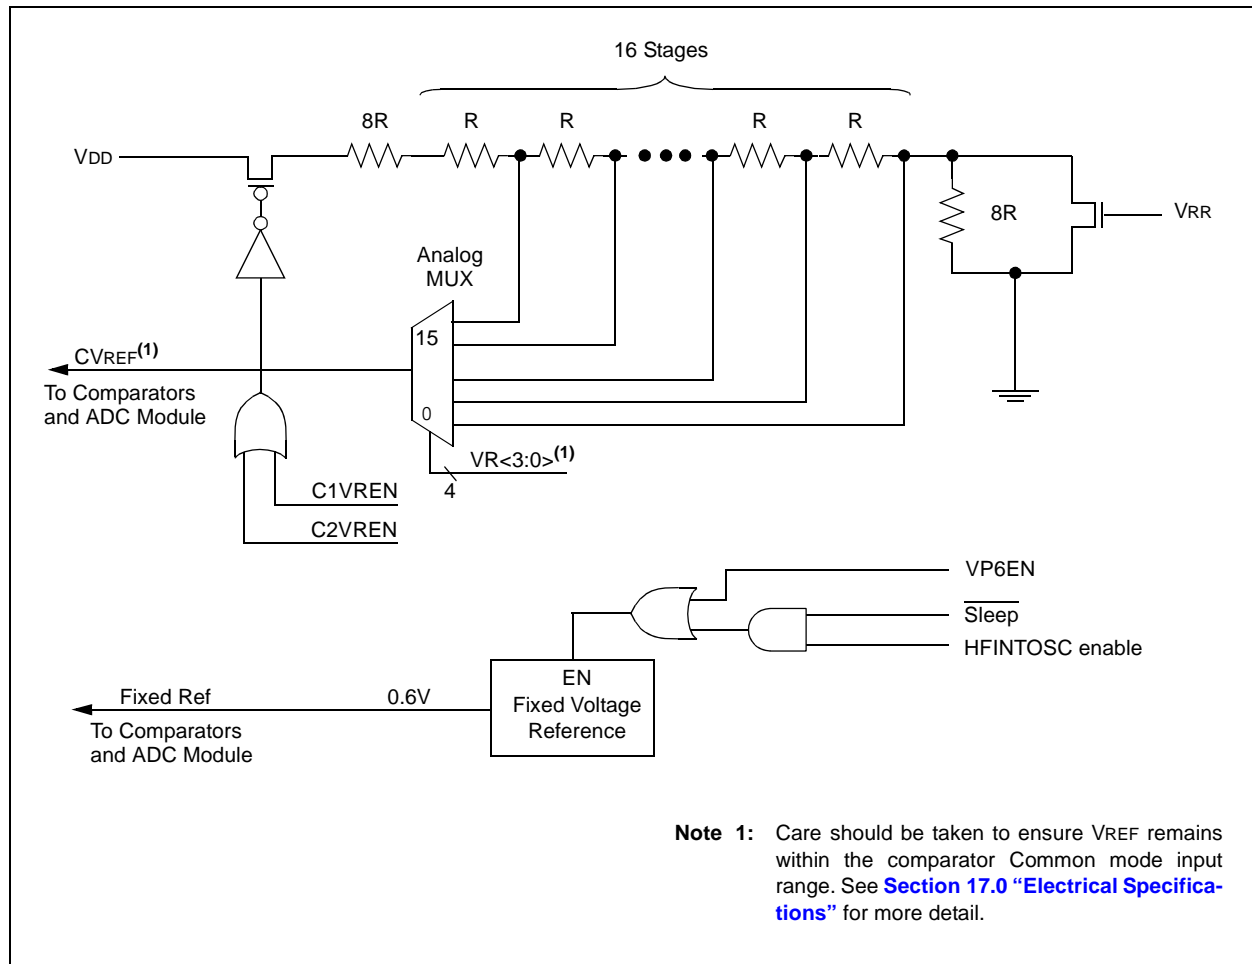 16 Stages
8R R R R R
VDD
8R
VRR
Analog
MUX
15
CVREF(1)
To Comparators
and ADC Module
0
VR<3:0>(1)
4
C1VREN
C2VREN
VP6EN
Sleep
HFINTOSC enable
EN
Fixed Voltage
Reference
Fixed Ref 0.6V
To Comparators
and ADC Module
Note 1: Care should be taken to ensure VREF remains
within the comparator Common mode input
range. See Section 17.0 “Electrical Specifica-
tions” for more detail.